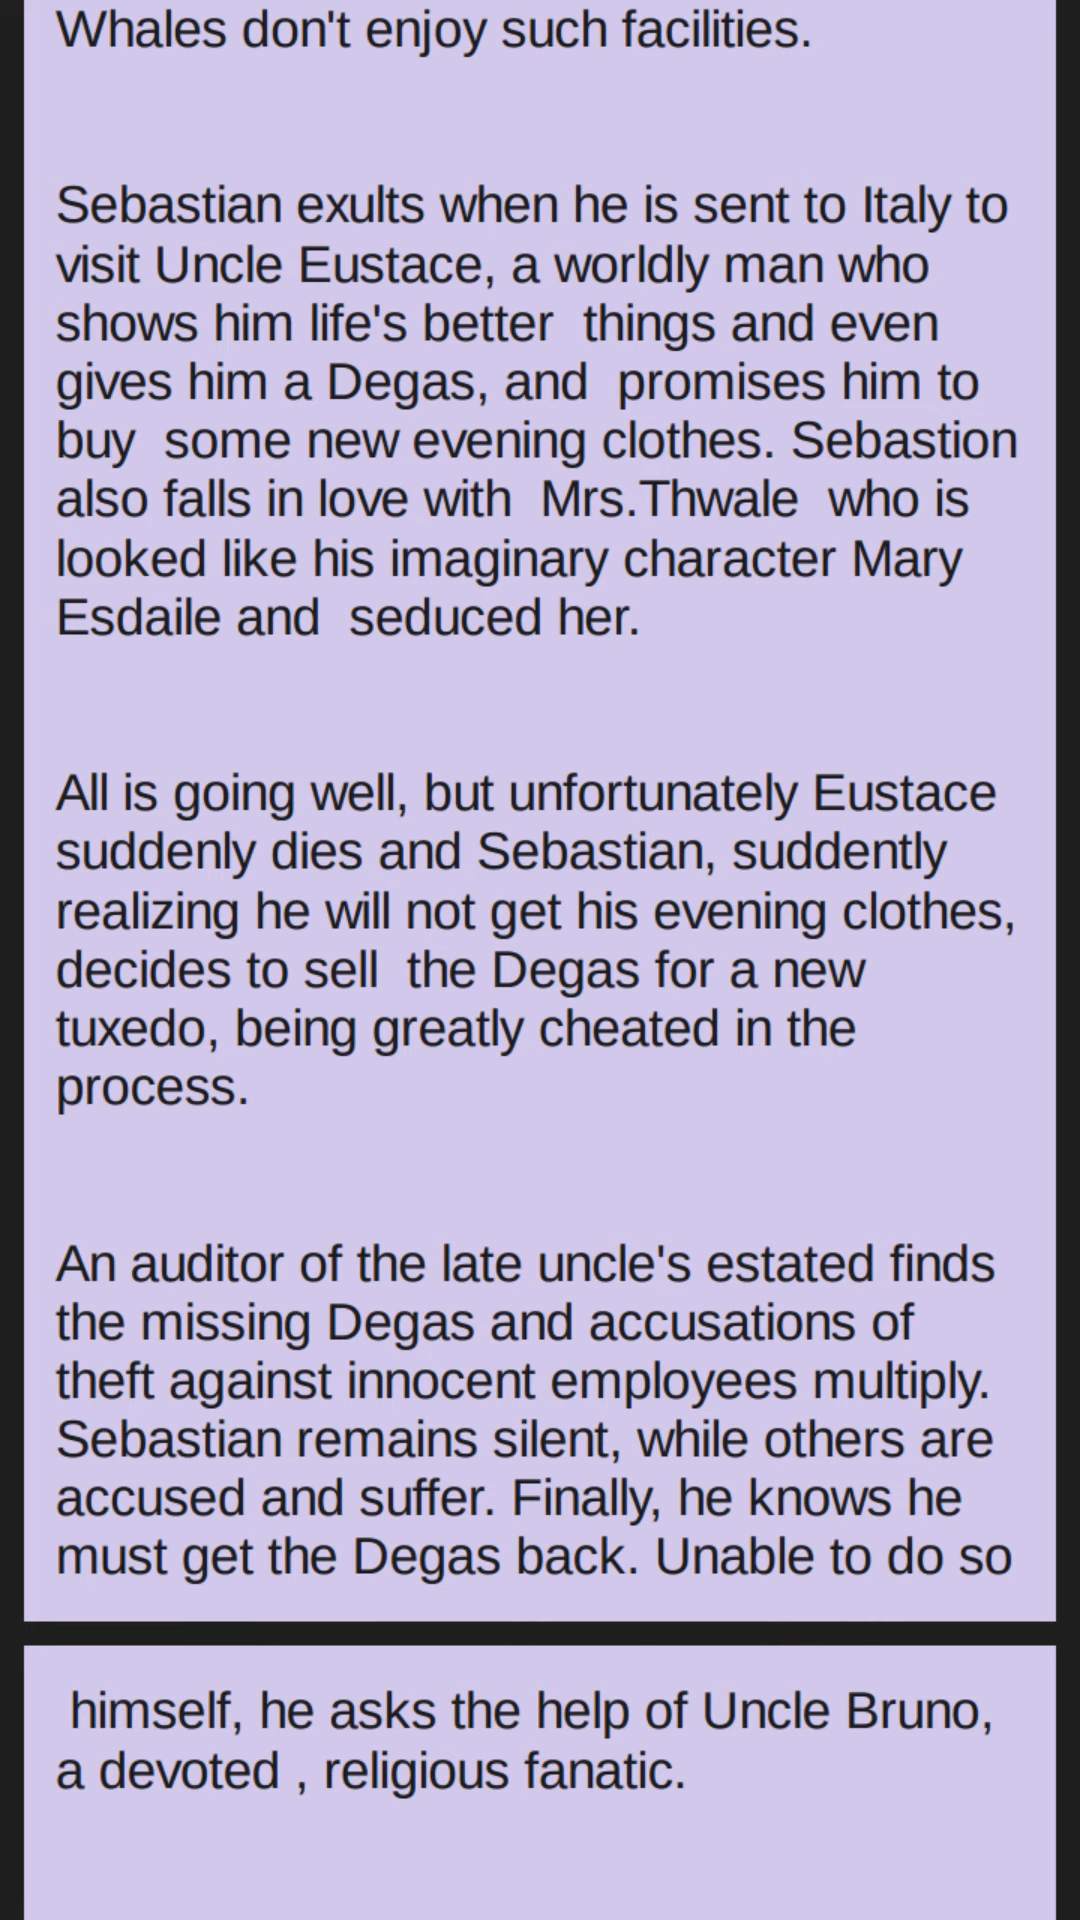 Whales don't enjoy such facilities.
Sebastian exults when he is sent to Italy to
visit Uncle Eustace, a worldly man who
shows him life's better  things and even
gives him a Degas, and  promises him to
buy  some new evening clothes. Sebastion
also falls in love with  Mrs.Thwale  who is
looked like his imaginary character Mary
Esdaile and  seduced her.
All is going well, but unfortunately Eustace
suddenly dies and Sebastian, suddently
realizing he will not get his evening clothes,
decides to sell  the Degas for a new
tuxedo, being greatly cheated in the
process.
An auditor of the late uncle's estated finds
the missing Degas and accusations of
theft against innocent employees multiply.
Sebastian remains silent, while others are
accused and suffer. Finally, he knows he
must get the Degas back. Unable to do so
himself, he asks the help of Uncle Bruno,
a devoted , religious fanatic.